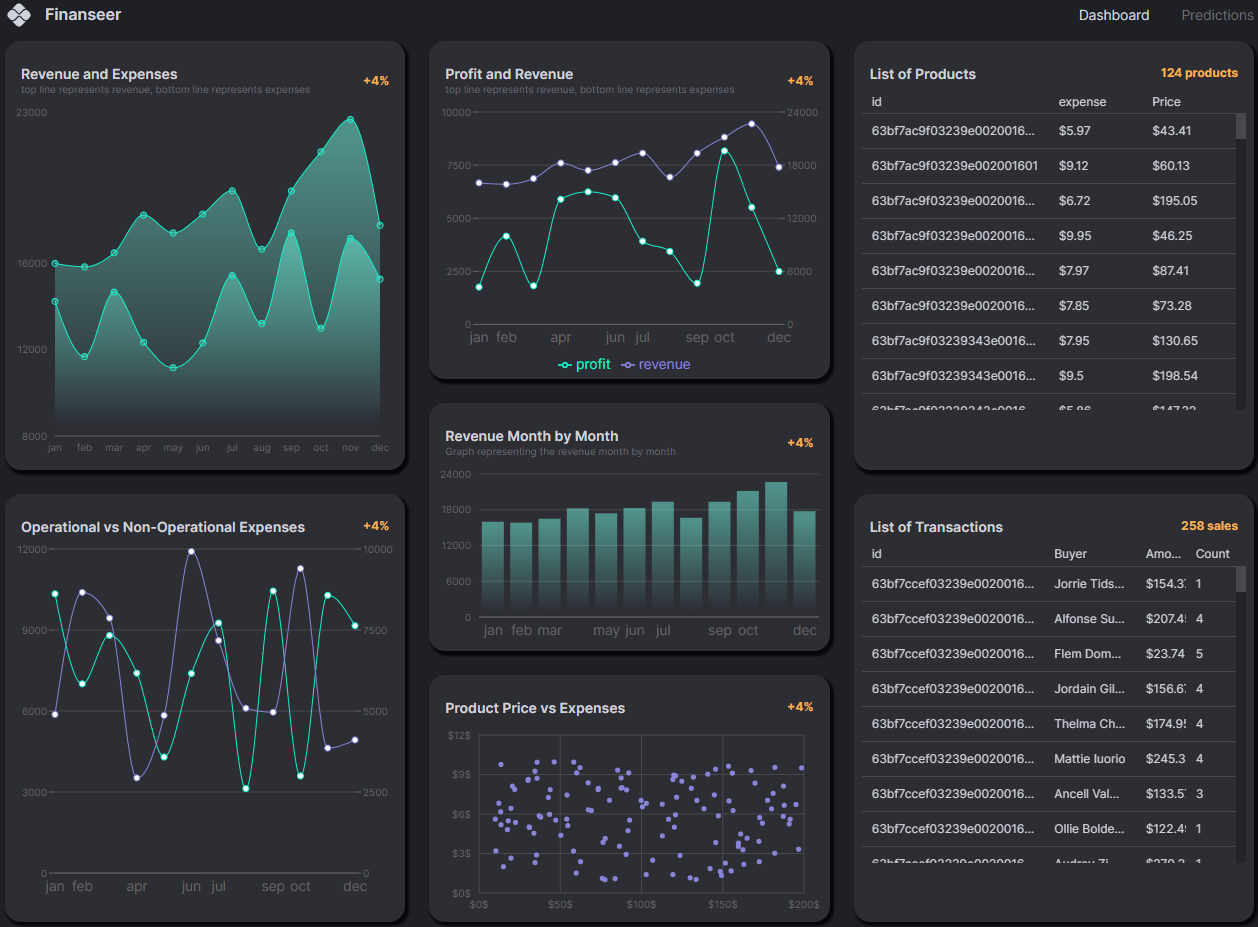 Finanseer
Dashboard Predictions
Revenue and Expenses
+4%
top line represents revenue, bottom line represents expenses
23000
16000
12000
8000
jan feb mar apr may jun jul aug sep oct nov dec
Operational vs Non-Operational Expenses
+4%
12000 10000
9000 7500
6000 5000
3000 2500
0 0
jan feb apr jun jul sep oct dec
Profit and Revenue
+4%
top line represents revenue, bottom line represents expenses
10000 24000
7500 18000
5000 12000
2500 6000
0 0
jan feb apr jun jul sep oct dec
profit revenue
Revenue Month by Month
+4%
Graph representing the revenue month by month
24000
18000
12000
6000
0
jan feb mar may jun jul sep oct dec
Product Price vs Expenses
+4%
$12$
$9$
$6$
$3$
$0$
$0$ $50$ $100$ $150$ $200$
List of Products
124 products
id expense Price
63bf7ac9f03239e0020016... $5.97 $43.41
63bf7ac9f03239e002001601 $9.12 $60.13
63bf7ac9f03239e0020016... $6.72 $195.05
63bf7ac9f03239e0020016... $9.95 $46.25
63bf7ac9f03239e0020016... $7.97 $87.41
63bf7ac9f03239e0020016... $7.85 $73.28
63bf7ac9f03239343e0016... $7.95 $130.65
63bf7ac9f03239343e0016... $9.5 $198.54
List of Transactions
258 sales
id Buyer Amo... Count
63bf7ccef03239e0020016... Jorrie Tids... $154.3 1
63bf7ccef03239e0020016... Alfonse Su... $207.4 4
63bf7ccef03239e0020016... Flem Dom... $23.74 5
63bf7ccef03239e0020016... Jordain Gil... $156.6 4
63bf7ccef03239e0020016... Thelma Ch... $174.9 4
63bf7ccef03239e0020016... Mattie Iuorio $245.3 4
63bf7ccef03239e0020016... Ancell Val... $133.5 3
63bf7ccef03239e0020016... Ollie Bolde... $122.4 1